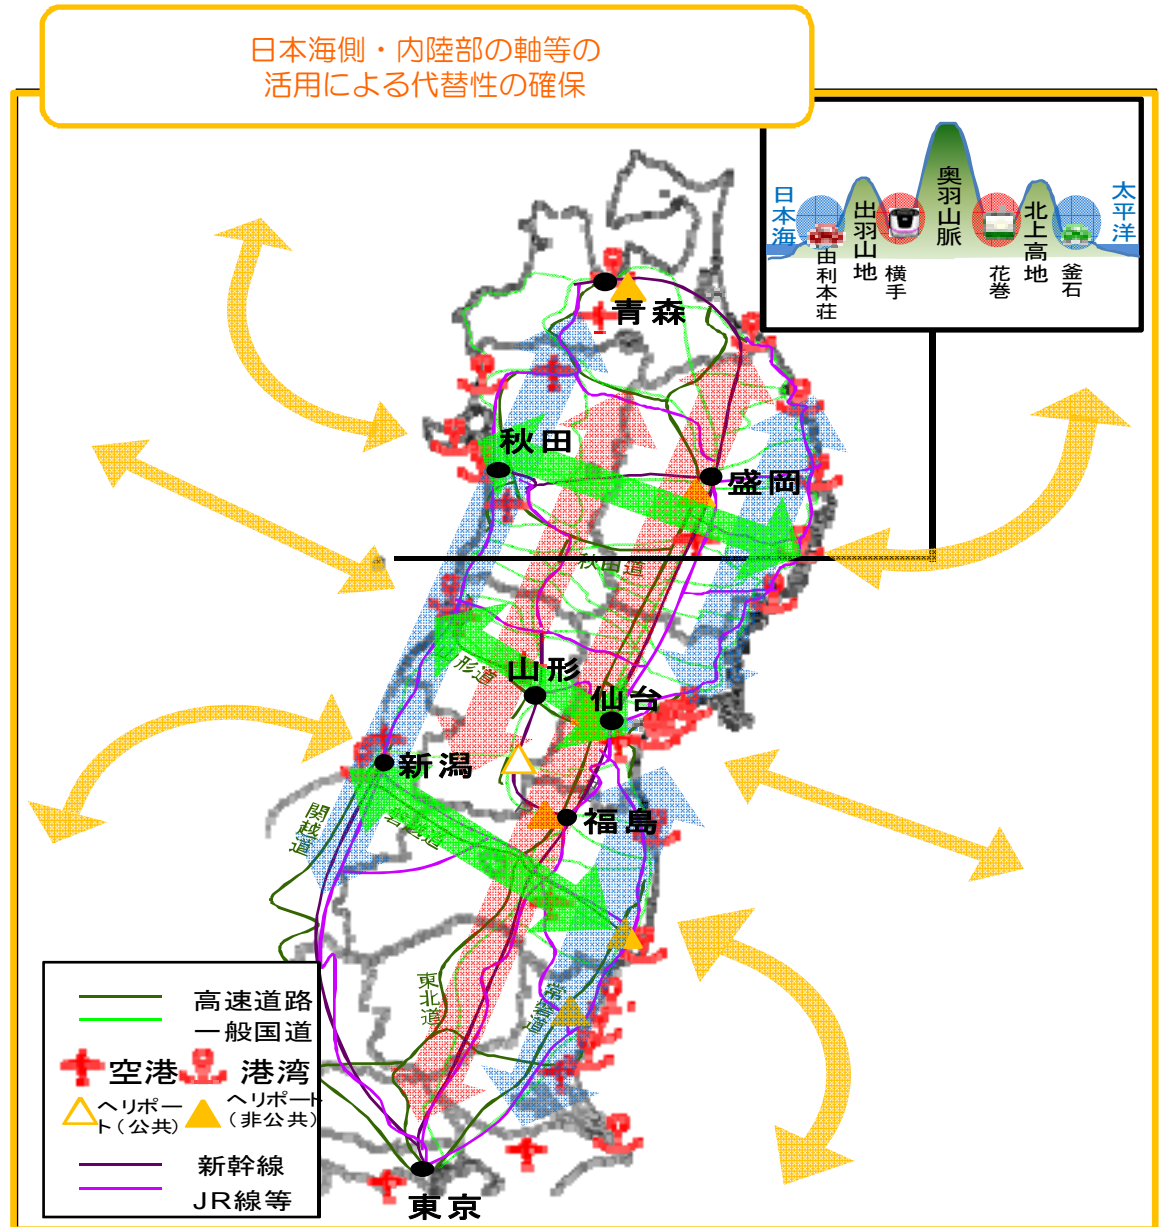 日本海側・内陸部の軸等の
活用による代替性の確保
日本海
由利本荘
出羽山地
横手
奥羽山脈
花巻
北上高地
釜石
太平洋
青森
秋田
盛岡
秋田道
山形道
山形
仙台
新潟
関越道
福島
東北道
常磐道
東京
高速道路
一般国道
空港
港湾
ヘリポー
ト(公共)
ヘリポート
(非公共)
新幹線
JR線等